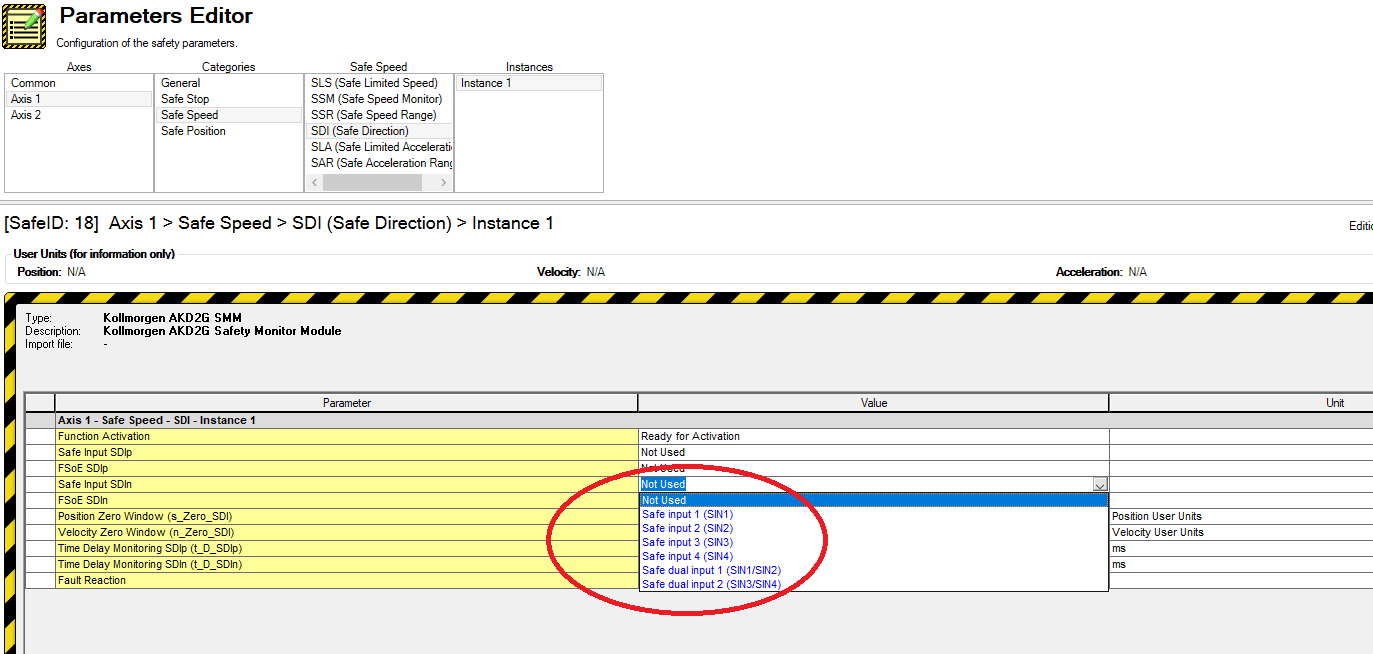 Parameters Editor
Configuration of the safety parameters.
Axes Categories Safe Speed Instances
Common General SLS (Safe Limited Speed) Instance 1
Axis 1 Safe Stop SSM (Safe Speed Monitor)
Axis 2 Safe Speed SSR (Safe Speed Range)
Safe Position SDI (Safe Direction)
SLA (Safe Limited Accelerati
SAR (Safe Acceleration Rang
[SafeID: 18] Axis 1 > Safe Speed > SDI (Safe Direction) > Instance 1 Editic
User Units (for information only)
Position: N/A Velocity: N/A Acceleration: N/A
Type: Kollmorgen AKD2G SMM
Description: Kollmorgen AKD2G Safety Monitor Module
Import file: -
Parameter Value Unit
Axis 1 - Safe Speed - SDI - Instance 1
Function Activation Ready for Activation
Safe Input SDIp Not Used
FSoE SDIp Not Used
Safe Input SDIn Not Used
FSoE SDIn Not Used
Position Zero Window (s_Zero_SDI) Safe input 1 (SIN1) Position User Units
Velocity Zero Window (n_Zero_SDI) Safe input 2 (SIN2) Velocity User Units
Time Delay Monitoring SDIp (t_D_SDIp) Safe input 3 (SIN3) ms
Safe input 4 (SIN4)
Time Delay Monitoring SDIn (t_D_SDIn) Safe dual input 1 (SIN1/SIN2) ms
Fault Reaction Safe dual input 2 (SIN3/SIN4)